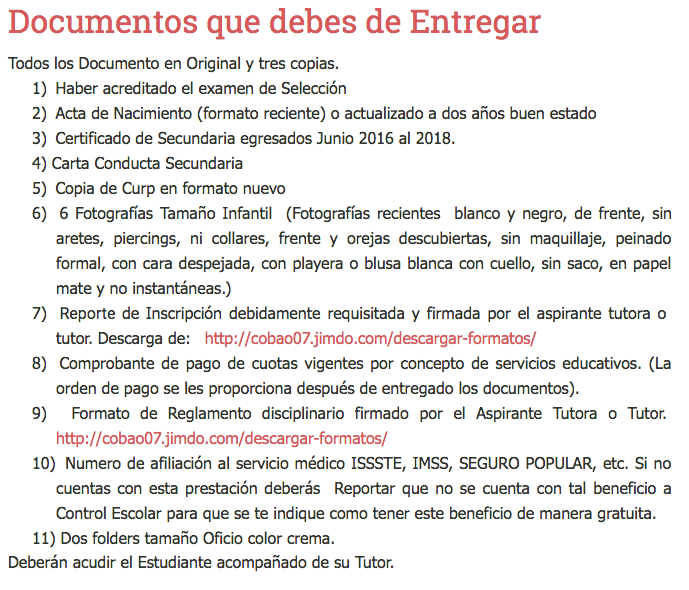 Documentos que debes de Entregar
Todos los Documento en Original y tres copias.
1) Haber acreditado el examen de Selección
2) Acta de Nacimiento (formato reciente) o actualizado a dos años buen estado
3) Certificado de Secundaria egresados Junio 2016 al 2018.
4) Carta Conducta Secundaria
5) Copia de Curp en formato nuevo
6) 6 Fotografías Tamaño Infantil (Fotografías recientes blanco y negro, de frente, sin
aretes, piercings, ni collares, frente y orejas descubiertas, sin maquillaje, peinado
formal, con cara despejada, con playera o blusa blanca con cuello, sin saco, en papel
mate y no instantáneas.)
7) Reporte de Inscripción debidamente requisitada y firmada por el aspirante tutora o
tutor. Descarga de: http://cobao07.jimdo.com/descargar-formatos/
8) Comprobante de pago de cuotas vigentes por concepto de servicios educativos. (La
orden de pago se les proporciona después de entregado los documentos).
9) Formato de Reglamento disciplinario firmado por el Aspirante Tutora o Tutor.
http://cobao07.jimdo.com/descargar-formatos/
10) Numero de afiliación al servicio médico ISSSTE, IMSS, SEGURO POPULAR, etc. Si no
cuentas con esta prestación deberás Reportar que no se cuenta con tal beneficio a
Control Escolar para que se te indique como tener este beneficio de manera gratuita.
11) Dos folders tamaño Oficio color crema.
Deberán acudir el Estudiante acompañado de su Tutor.